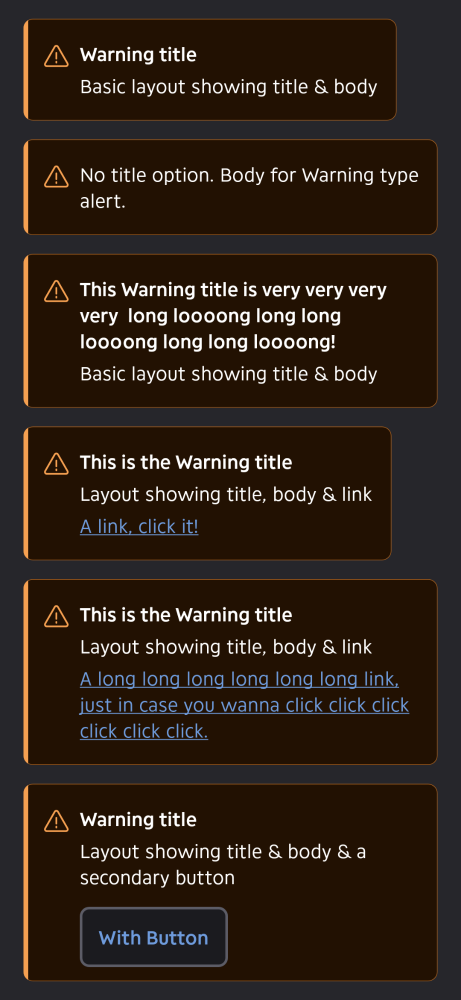 Warning title
Basic layout showing title & body
No title option. Body for Warning type
alert.
This Warning title is very very very
very  long loooong long long
loooong long long loooong!
Basic layout showing title & body
This is the Warning title
Layout showing title, body & link
A link, click it!
This is the Warning title
Layout showing title, body & link
A long long long long long long link,
just in case you wanna click click click
click click click.
Warning title
Layout showing title & body & a
secondary button
With Button